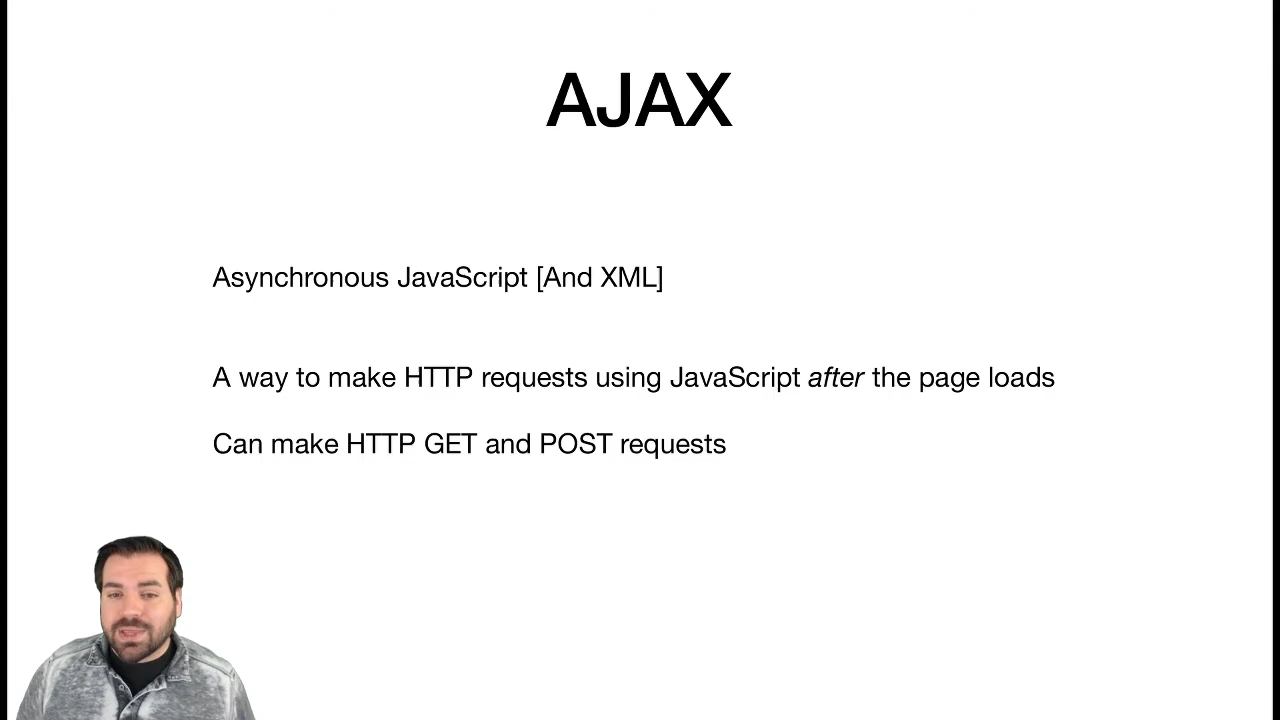 AJAX
Asynchronous JavaScript [And XML]
A way to make HTTP requests using JavaScript after the page loads
Can make HTTP GET and POST requests